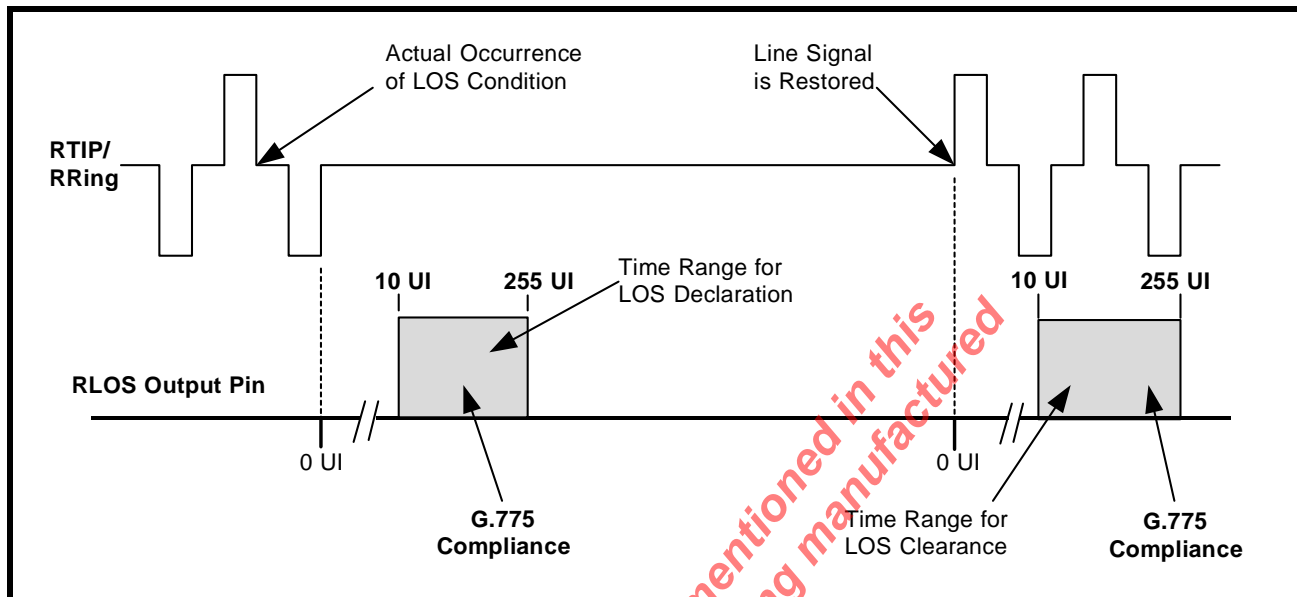 Actual Occurrence
of LOS Condition
Line Signal
is Restored
RTIP/
RRing
10 UI
255 UI
Time Range for
LOS Declaration
10 UI
255 UI
RLOS Output Pin
0 UI
0 UI
G.775
Compliance
Time Range for
LOS Clearance
G.775
Compliance
mentioned in this
manufactured